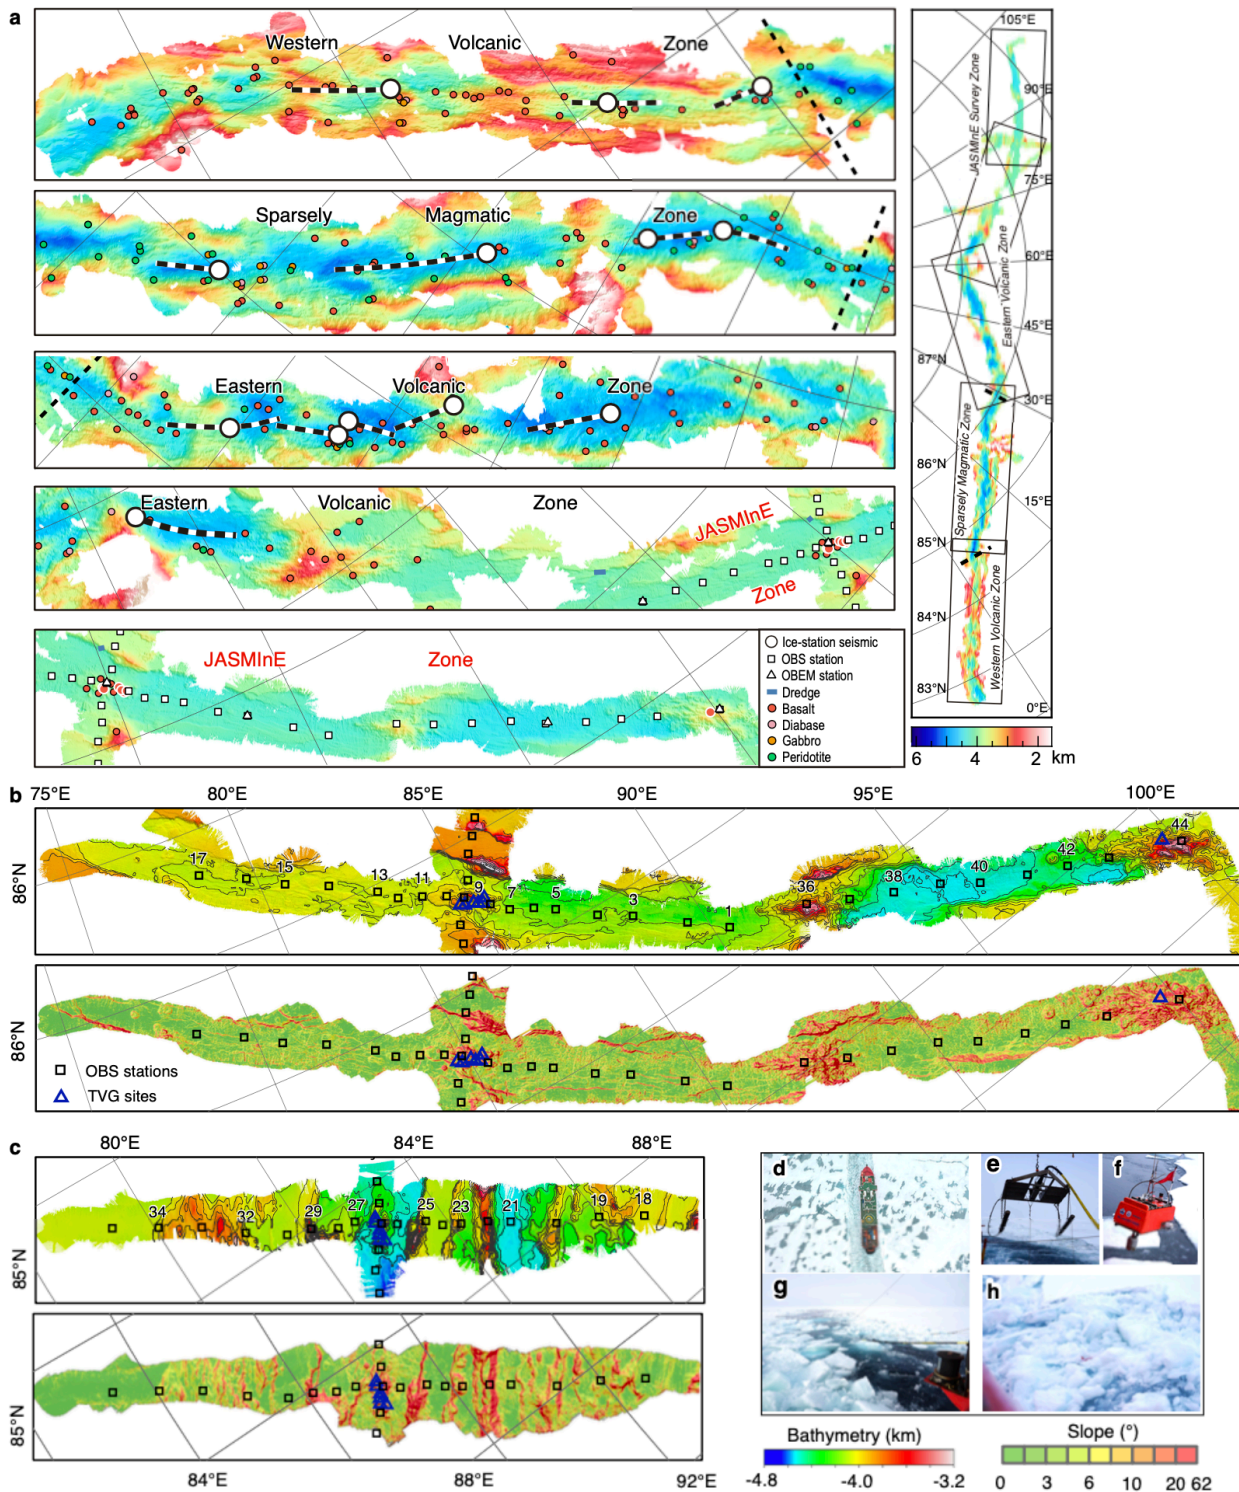 a
Western Volcanic Zone
Sparsely Magmatic Zone
Eastern Volcanic Zone
Eastern Volcanic Zone
JASMInE
Zone
JASMInE Zone
Ice-station seismic
OBS station
OBEM station
Dredge
Basalt
Diabase
Gabbro
Peridotite
105°E
90°E
75°E
60°E
45°E
30°E
15°E
0°E
87°N
86°N
85°N
84°N
83°N
JASMInE Survey Zone
Eastern Volcanic Zone
Sparsely Magmatic Zone
Western Volcanic Zone
6 4 2 km
b
75°E 80°E 85°E 90°E 95°E 100°E
86°N
17 15 13 11 9 7 5 3 1 36 38 40 42 44
86°N
OBS stations
TVG sites
c
80°E 84°E 88°E
85°N
34 32 29 27 25 23 21 19 18
85°N
84°E 88°E 92°E
d
e
f
g
h
Bathymetry (km)
-4.8 -4.0 -3.2
Slope (°)
0 3 6 10 20 62